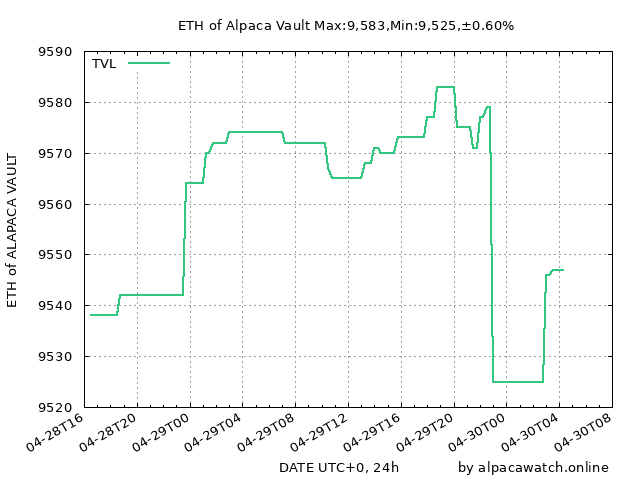 ETH of Alpaca Vault Max:9,583,Min:9,525,±0.60%
TVL
9590
9580
9570
9560
9550
9540
9530
9520
ETH of ALAPACA VAULT
04-28T16
04-28T20
04-29T00
04-29T04
04-29T08
04-29T12
04-29T16
04-29T20
04-30T00
04-30T04
04-30T08
DATE UTC+0, 24h
by alpacawatch.online